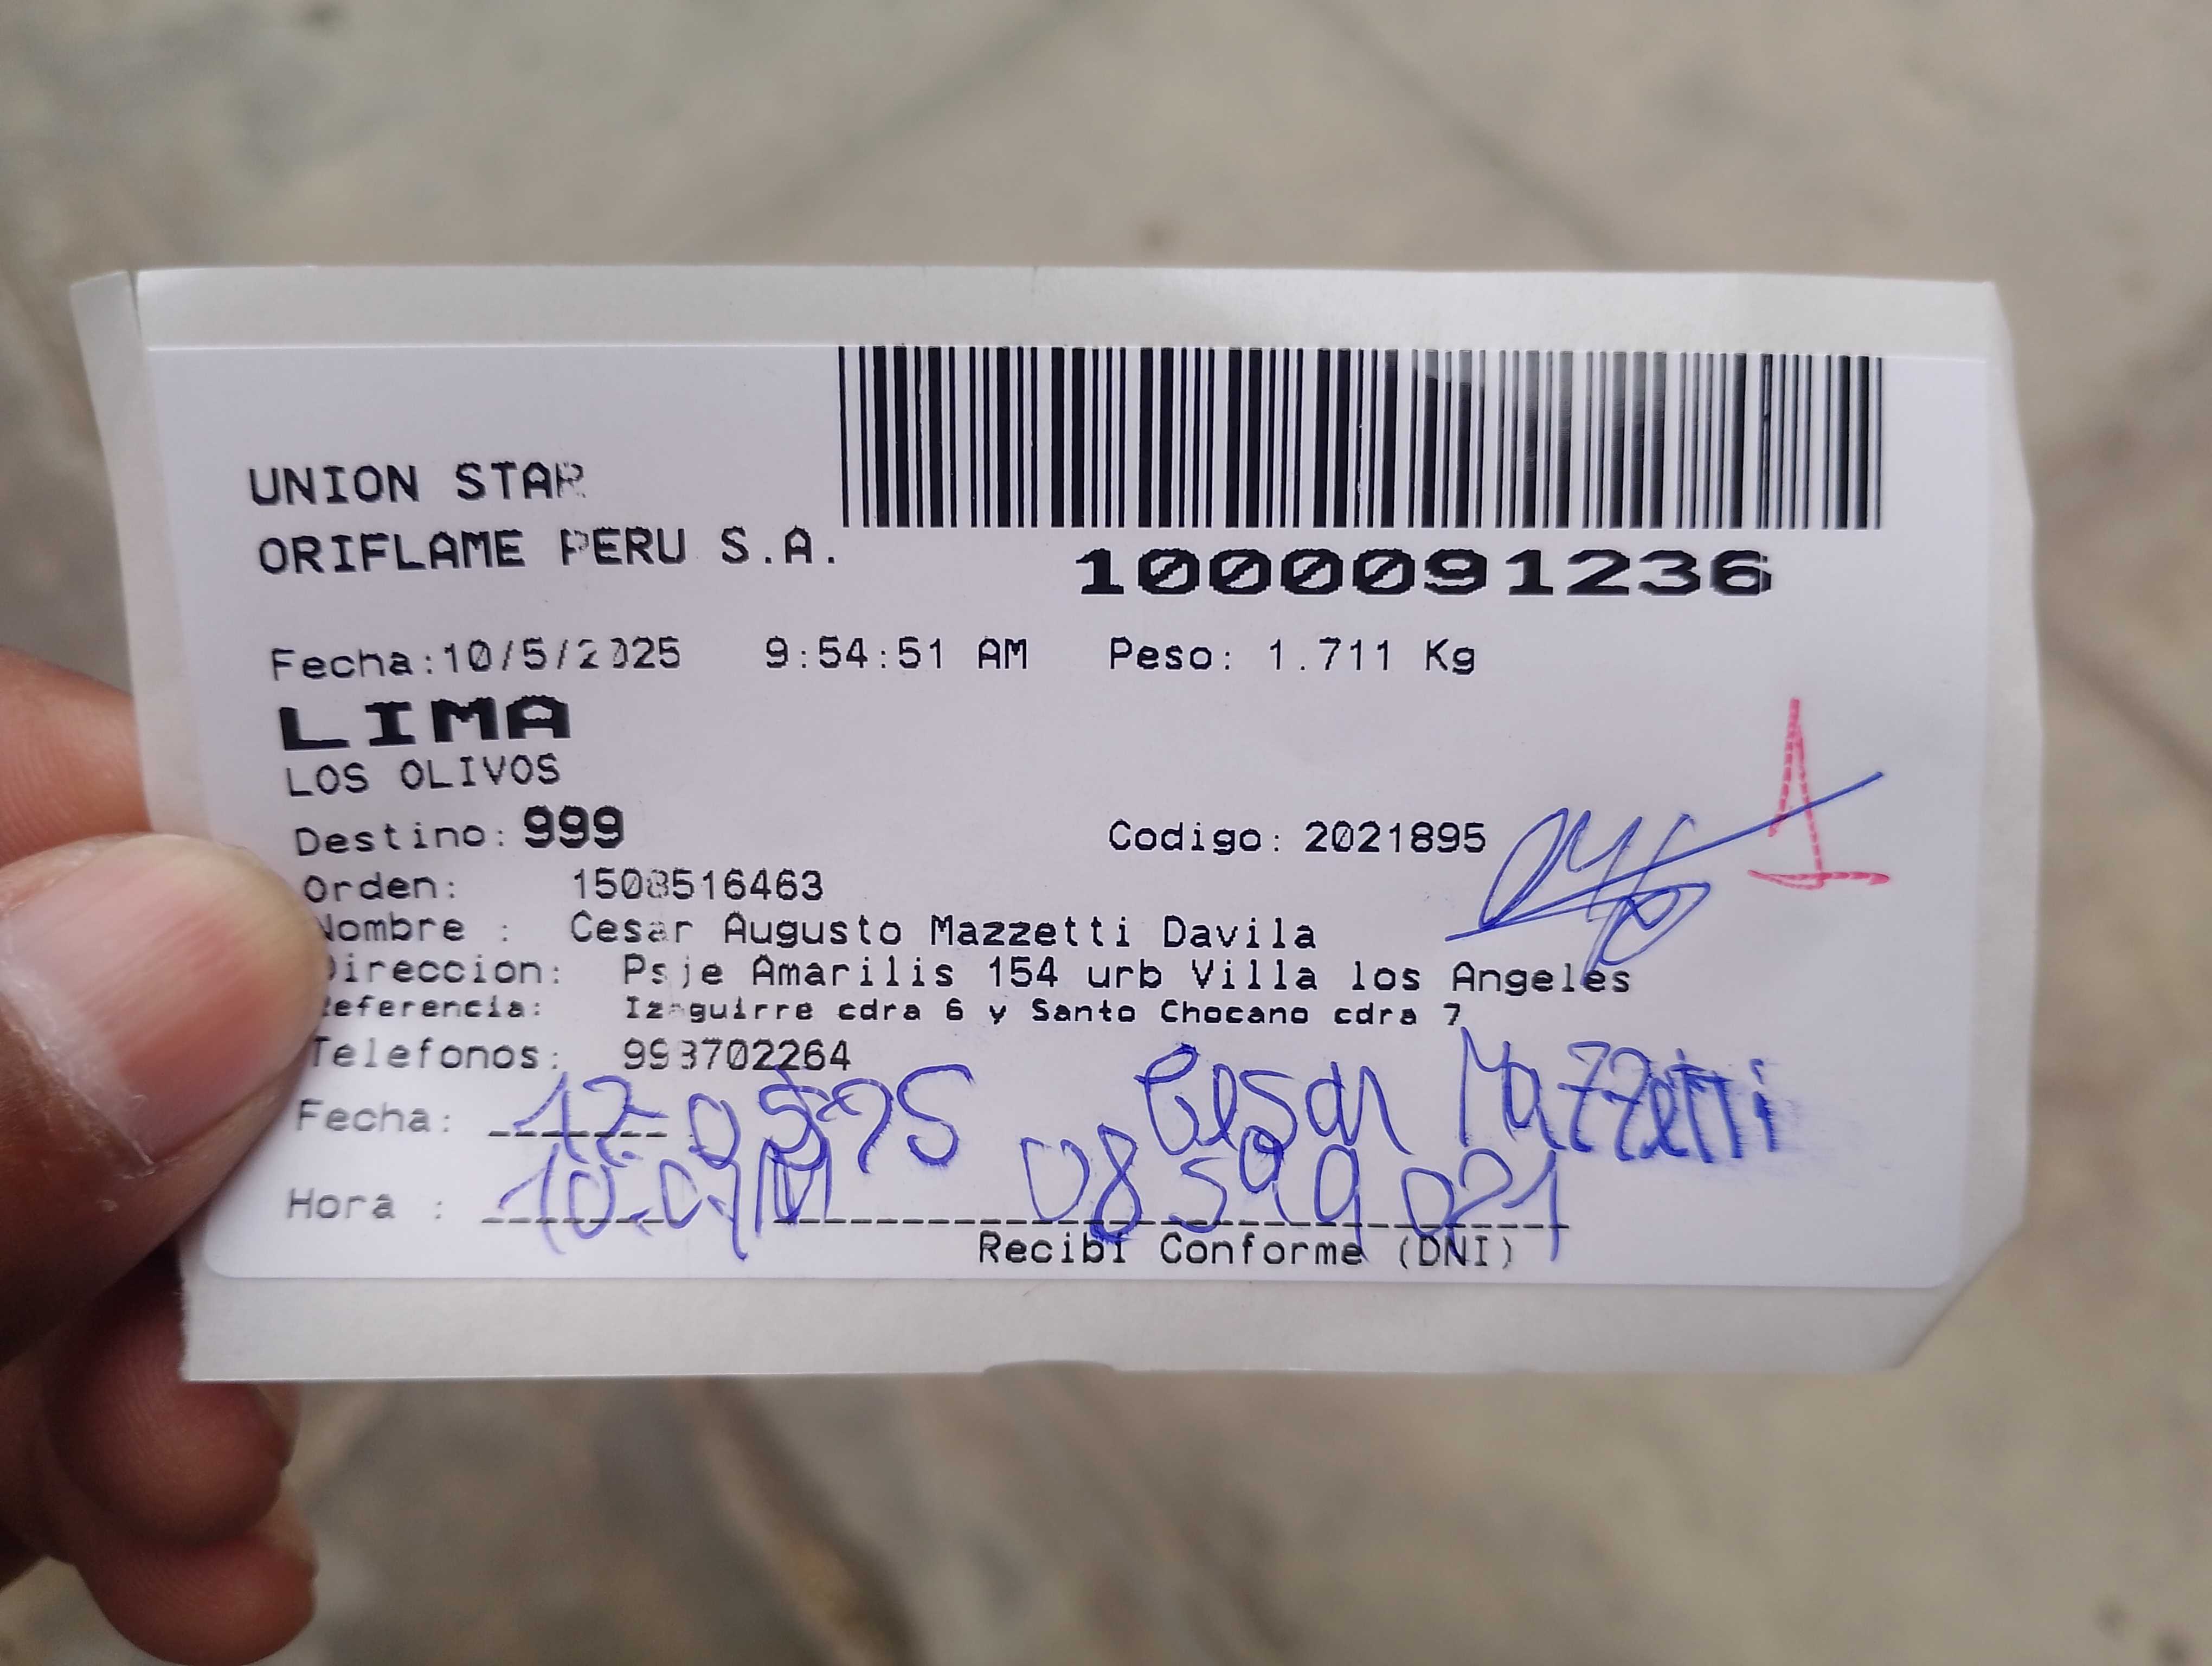 UNION STAR
ORIFLAME PERU S.A.
1000091236
Fecha:10/5/2025 9:54:51 AM Peso: 1.711 Kg
LIMA
LOS OLIVOS
Destino: 999 Codigo: 2021895
1
Orden: 1508516463
Nombre : Cesar Augusto Mazzetti Davila
Direccion: Psje Amarilis 154 urb Villa los Angeles
Referencia: Izaguirre cdra 6 y Santo Chocano cdra 7
Telefonos: 993702264
Fecha: Cesar Mazzetti
Hora :
Recibi Conforme (DNI)